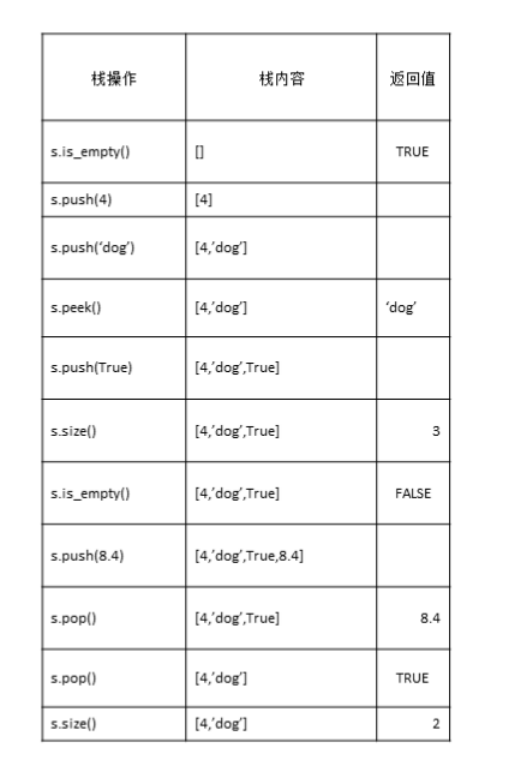 栈操作 栈内容 返回值
s.is_empty() [] TRUE
s.push(4) [4]
s.push(‘dog’) [4,’dog’]
s.peek() [4,’dog’] ‘dog’
s.push(True) [4,’dog’,True]
s.size() [4,’dog’,True] 3
s.is_empty() [4,’dog’,True] FALSE
s.push(8.4) [4,’dog’,True,8.4]
s.pop() [4,’dog’,True] 8.4
s.pop() [4,’dog’] TRUE
s.size() [4,’dog’] 2